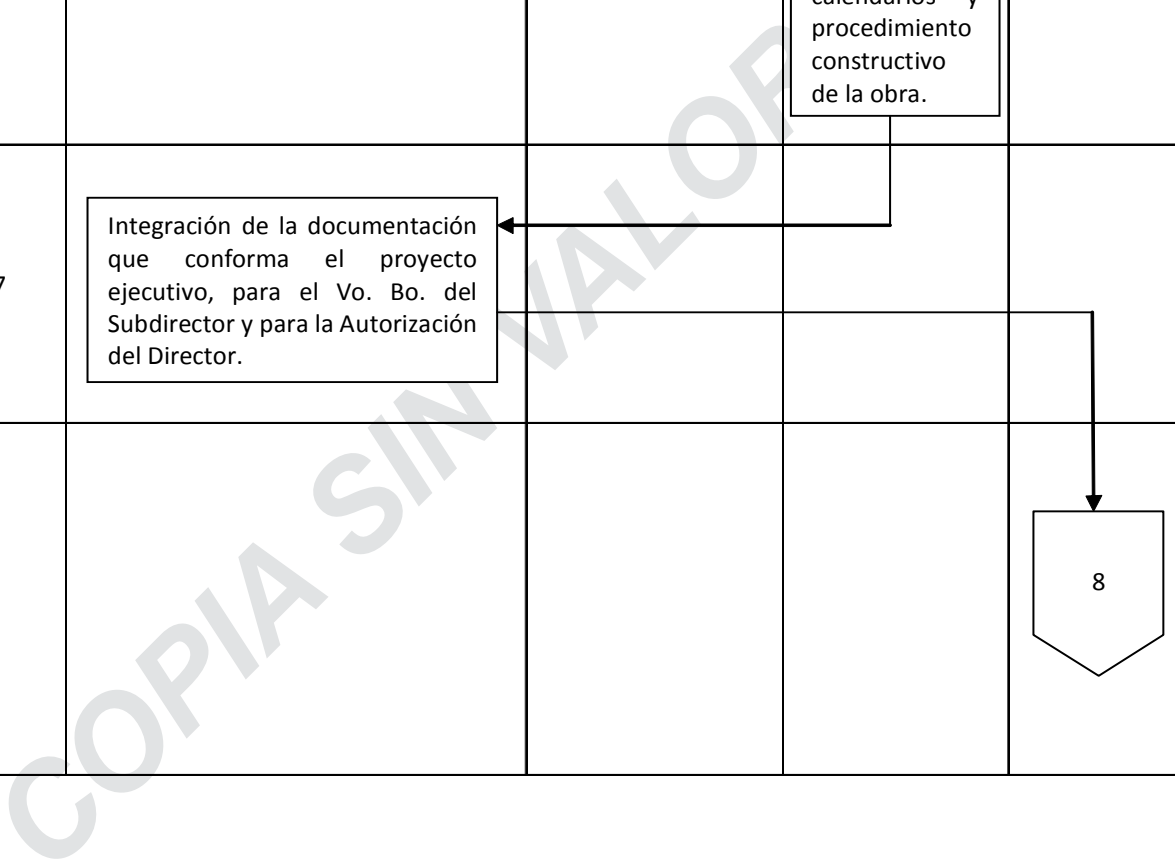 calendarios y
procedimiento
constructivo
de la obra.
7
Integración de la documentación
que conforma el proyecto
ejecutivo, para el Vo. Bo. del
Subdirector y para la Autorización
del Director.
8
COPIA SIN VALOR